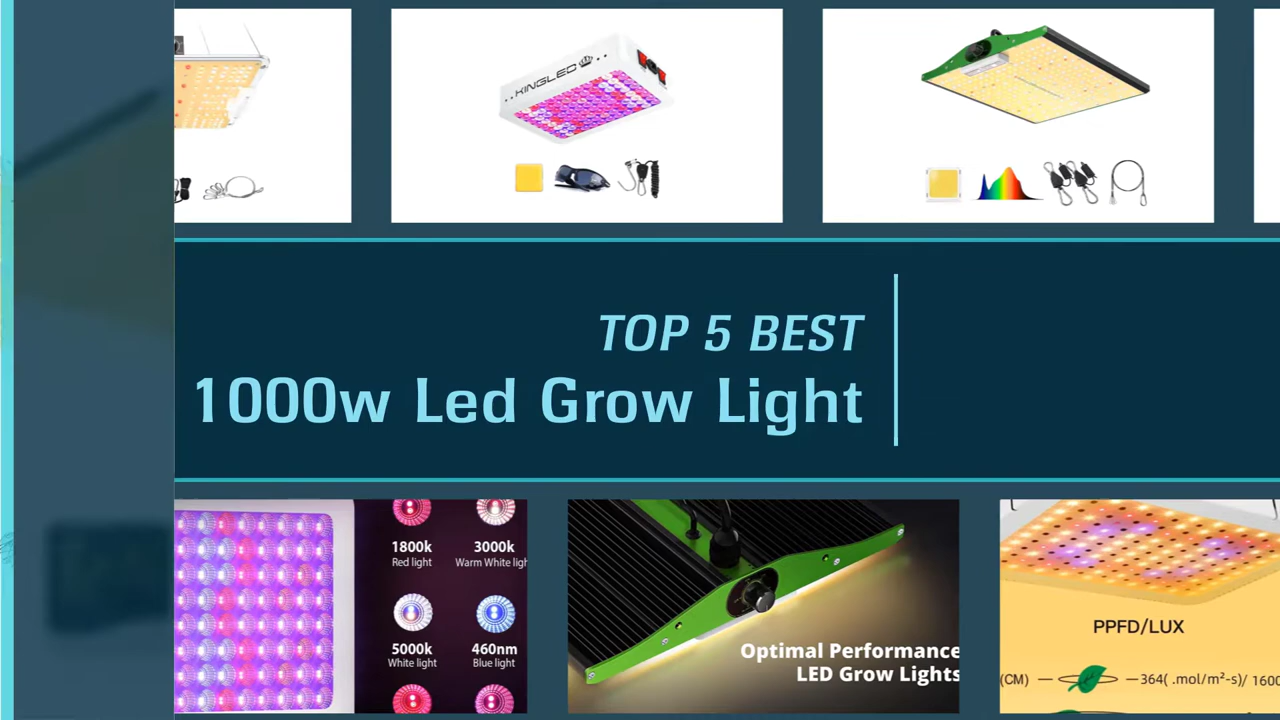 KINGLED
TOP 5 BEST
1000w Led Grow Light
1800k
Red light
3000k
Warm White ligh
5000k
White light
460nm
Blue light
Optimal Performance
LED Grow Lights
PPFD/LUX
(CM) — —364( .mol/m²-s)/ 1600